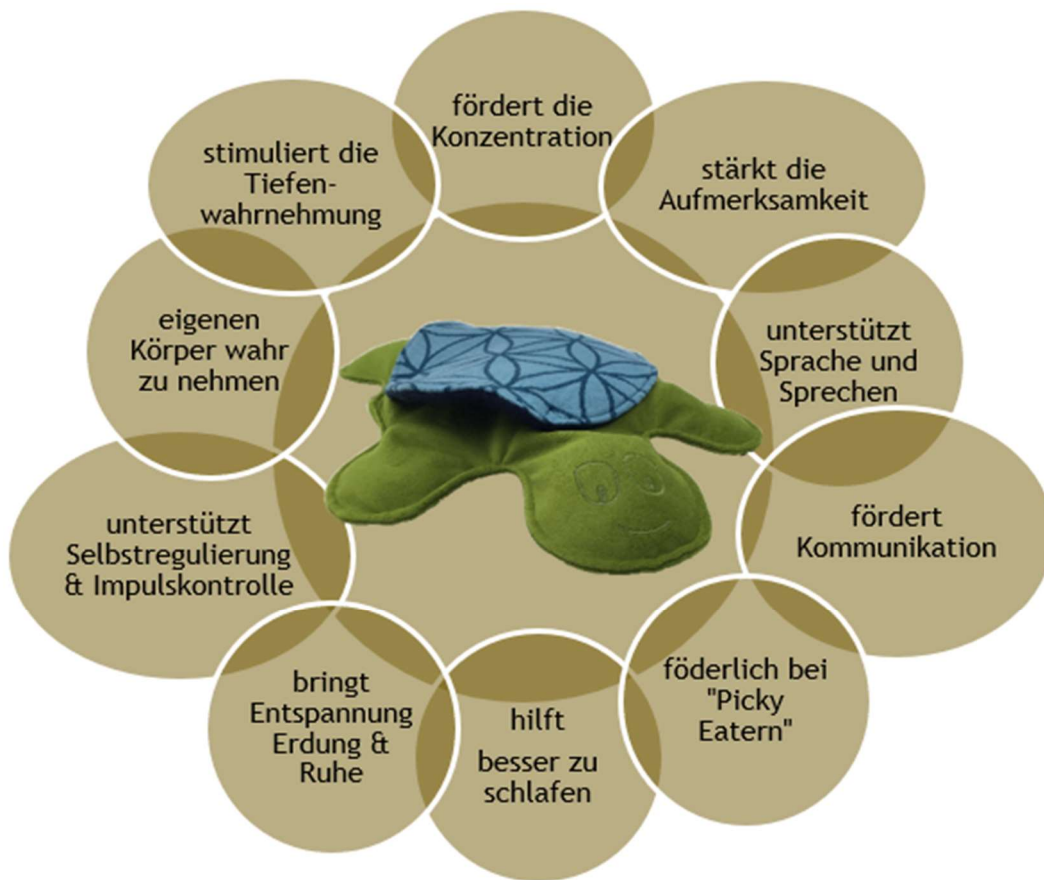 fördert die
Konzentration
stärkt die
Aufmerksamkeit
unterstützt
Sprache und
Sprechen
fördert
Kommunikation
föderlich bei
"Picky
Eatern"
hilft
besser zu
schlafen
bringt
Entspannung
Erdung &
Ruhe
unterstützt
Selbstregulierung
& Impulskontrolle
eigenen
Körper wahr
zu nehmen
stimuliert die
Tiefen-
wahrnehmung